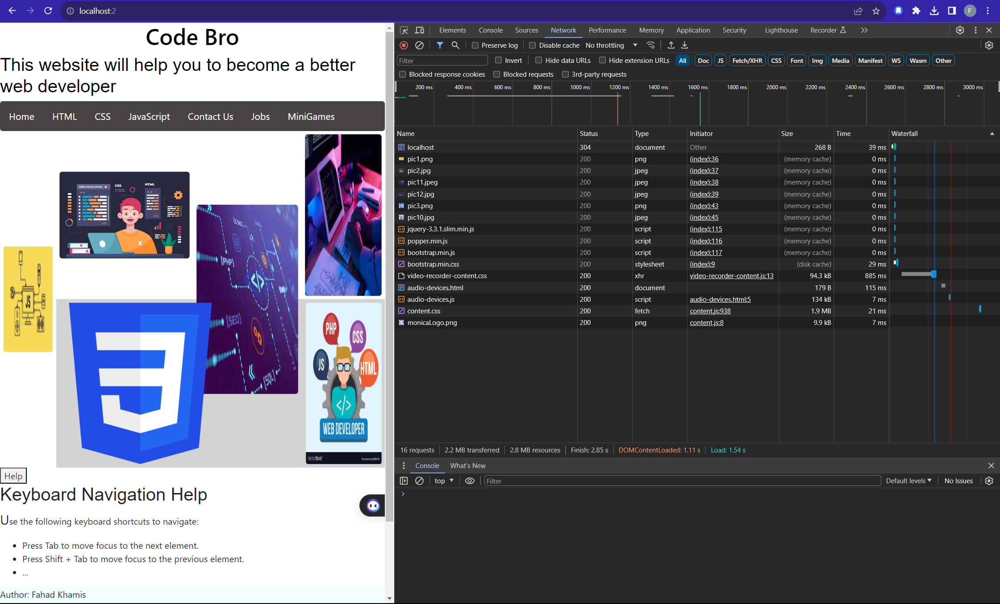 localhost:2
F
Code Bro
This website will help you to become a better
web developer
Home HTML CSS JavaScript Contact Us Jobs MiniGames
WEB DEVELOPING
CSS
HTML
JS
[PHP]
[SEO]
[SQL]
PHP
CSS
JS
HTML
WEB DEVELOPER
VectorStock
Help
Keyboard Navigation Help
Use the following keyboard shortcuts to navigate:
Press Tab to move focus to the next element.
Press Shift + Tab to move focus to the previous element.
...
Author: Fahad Khamis
Elements Console Sources Network Performance Memory Application Security Lighthouse Recorder
Preserve log Disable cache No throttling
Filter Invert Hide data URLs Hide extension URLs All Doc JS Fetch/XHR CSS Font Img Media Manifest WS Wasm Other
Blocked response cookies Blocked requests 3rd-party requests
200 ms 400 ms 600 ms 800 ms 1000 ms 1200 ms 1400 ms 1600 ms 1800 ms 2000 ms 2200 ms 2400 ms 2600 ms 2800 ms 3000 ms
Name Status Type Initiator Size Time Waterfall
localhost 304 document Other 268 B 39 ms
pic1.png 200 png (index):36 (memory cache) 0 ms
pic2.jpg 200 jpeg (index):37 (memory cache) 0 ms
pic11.jpeg 200 jpeg (index):38 (memory cache) 0 ms
pic12.jpg 200 jpeg (index):39 (memory cache) 0 ms
pic3.png 200 png (index):43 (memory cache) 0 ms
pic10.jpg 200 jpeg (index):45 (memory cache) 0 ms
jquery-3.3.1.slim.min.js 200 script (index):115 (memory cache) 0 ms
popper.min.js 200 script (index):116 (memory cache) 0 ms
bootstrap.min.js 200 script (index):117 (memory cache) 0 ms
bootstrap.min.css 200 stylesheet (index):9 (disk cache) 29 ms
video-recorder-content.css 200 xhr video-recorder-content.js:13 94.3 kB 885 ms
audio-devices.html 200 document 179 B 115 ms
audio-devices.js 200 script audio-devices.html:5 134 kB 7 ms
content.css 200 fetch content.js:938 1.9 MB 21 ms
monicaLogo.png 200 png content.js:8 9.9 kB 7 ms
16 requests 2.2 MB transferred 2.8 MB resources Finish: 2.85 s DOMContentLoaded: 1.11 s Load: 1.54 s
Console What's New
top Filter Default levels No Issues